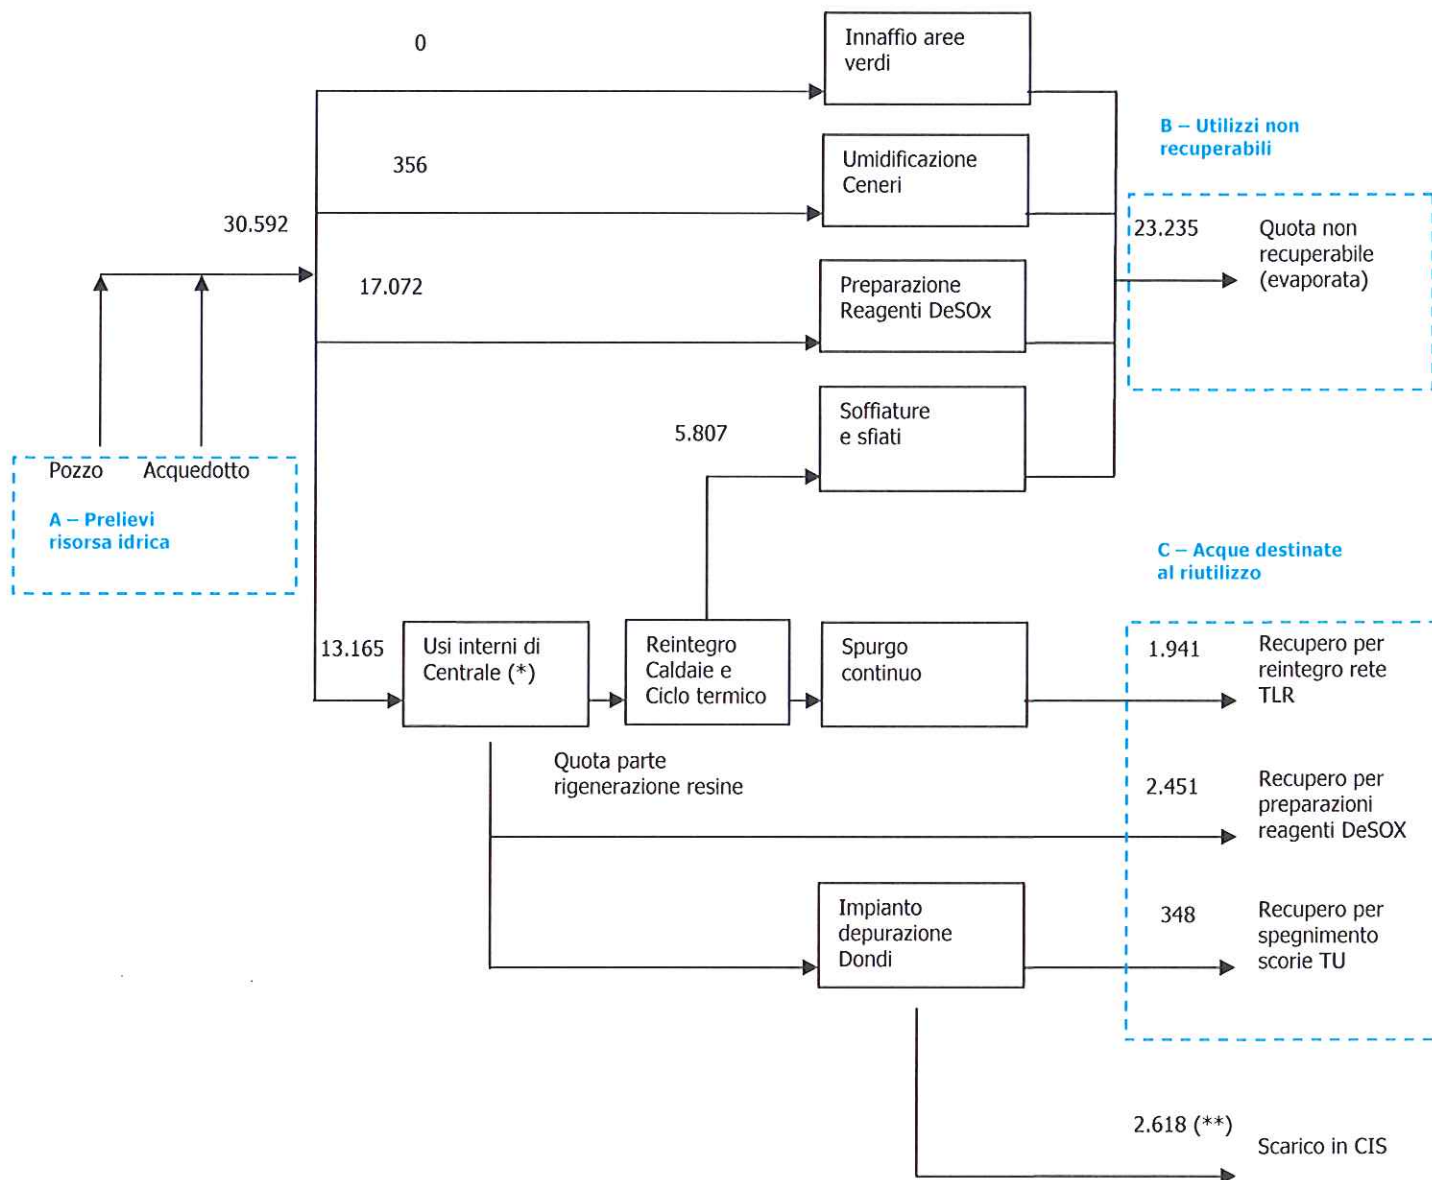 0
Innaffio aree
verdi
B – Utilizzi non
recuperabili
356
Umidificazione
Ceneri
30.592
23.235
Quota non
recuperabile
(evaporata)
17.072
Preparazione
Reagenti DeSOx
5.807
Soffiature
e sfiati
Pozzo
Acquedotto
A – Prelievi
risorsa idrica
C – Acque destinate
al riutilizzo
13.165
Usi interni di
Centrale (*)
Reintegro
Caldaie e
Ciclo termico
Spurgo
continuo
1.941
Recupero per
reintegro rete
TLR
Quota parte
rigenerazione resine
2.451
Recupero per
preparazioni
reagenti DeSOX
Impianto
depurazione
Dondi
348
Recupero per
spegnimento
scorie TU
2.618 (**)
Scarico in CIS